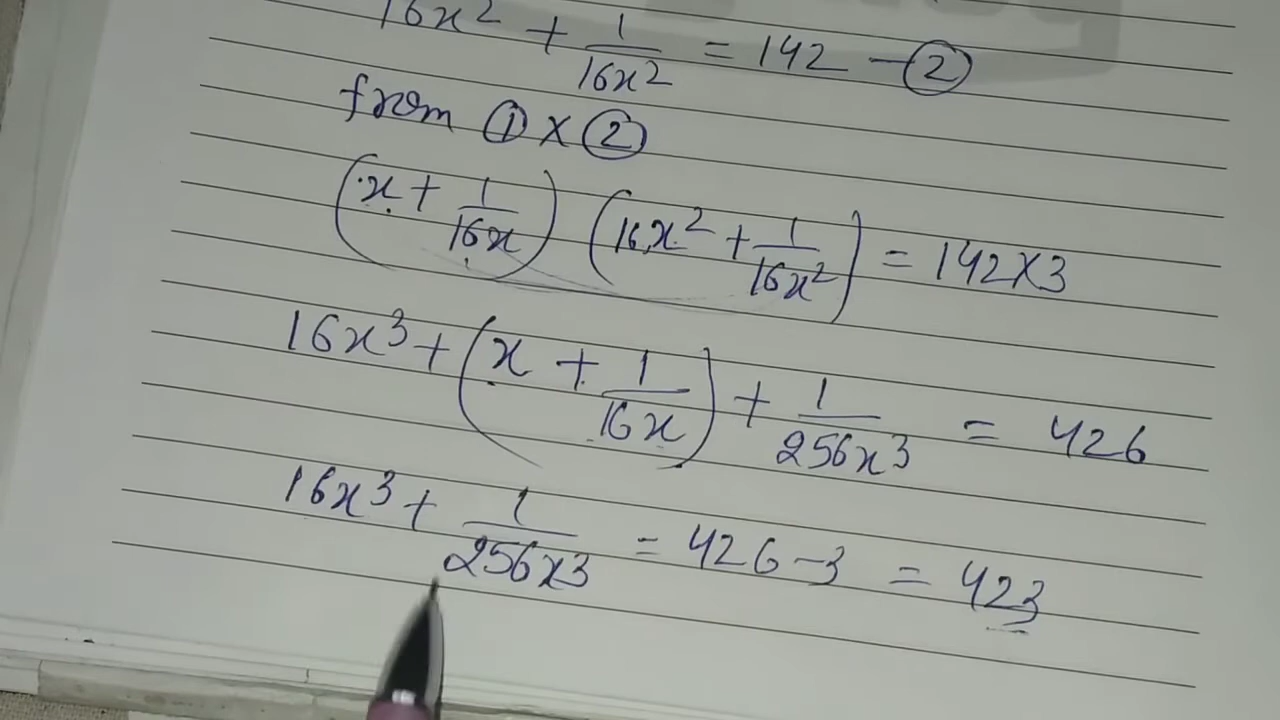 16x² + 1/16x² = 142 — ②
from ① × ②
(x + 1/16x) (16x² + 1/16x²) = 142×3
16x³ + (x + 1/16x) + 1/256x³ = 426
16x³ + 1/256x3 = 426-3 = 423